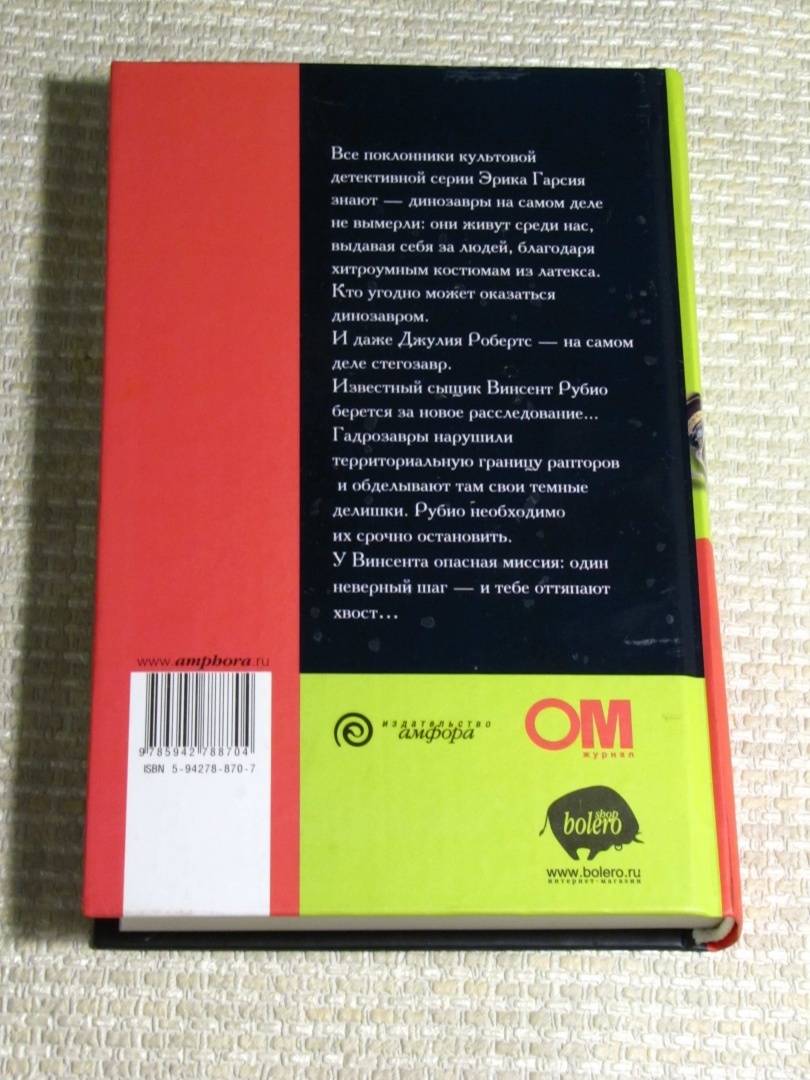 Все поклонники культовой
детективной серии Эрика Гарсия
знают — динозавры на самом деле
не вымерли: они живут среди нас,
выдавая себя за людей, благодаря
хитроумным костюмам из латекса.
Кто угодно может оказаться
динозавром.
И даже Джулия Робертс — на самом
деле стегозавр.
Известный сыщик Винсент Рубио
берется за новое расследование...
Гадрозавры нарушили
территориальную границу рапторов
и обделывают там свои темные
делишки. Рубио необходимо
их срочно остановить.
У Винсента опасная миссия: один
неверный шаг — и тебе оттяпают
хвост...
www.amphora.ru
9785942788704
ISBN 5-94278-870-7
издательство
амфора
ОМ
журнал
shop
bolero
www.bolero.ru
интернет-магазин